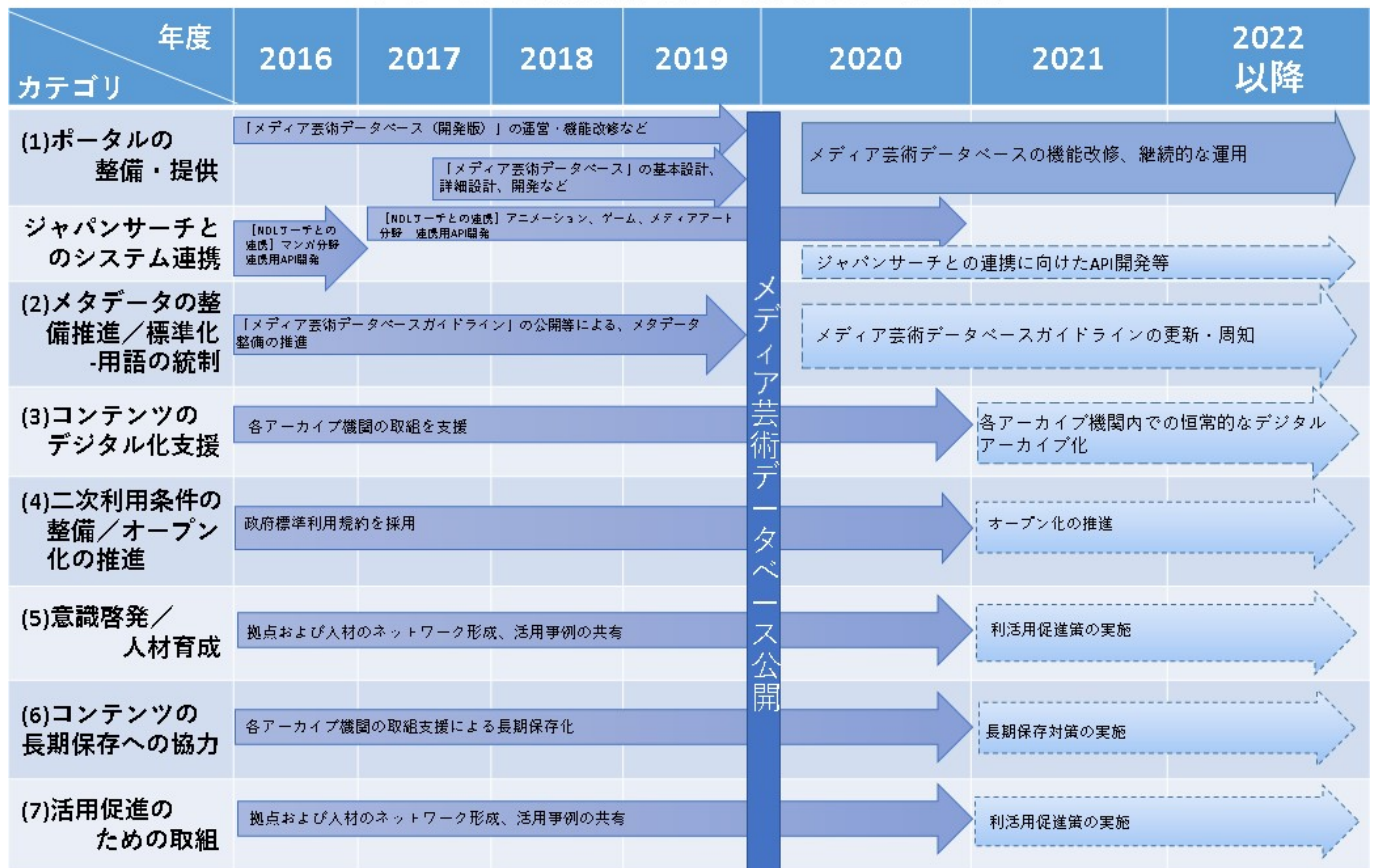 年度
カテゴリ
2016
2017
2018
2019
2020
2021
2022
以降
(1)ポータルの
整備・提供
「メディア芸術データベース（開発版）」の運営・機能改修など
「メディア芸術データベース」の基本設計、
詳細設計、開発など
メディア芸術データベースの機能改修、継続的な運用
ジャパンサーチと
のシステム連携
【NDLサーチとの
連携】マンガ分野
連携用API開発
【NDLサーチとの連携】アニメーション、ゲーム、メディアアート
分野　連携用API開発
ジャパンサーチとの連携に向けたAPI開発等
(2)メタデータの整
備推進／標準化
-用語の統制
「メディア芸術データベースガイドライン」の公開等による、メタデータ
整備の推進
メディア芸術データベースガイドラインの更新・周知
(3)コンテンツの
デジタル化支援
各アーカイブ機関の取組を支援
各アーカイブ機関内での恒常的なデジタル
アーカイブ化
(4)二次利用条件の
整備／オープン
化の推進
政府標準利用規約を採用
オープン化の推進
(5)意識啓発／
人材育成
拠点および人材のネットワーク形成、活用事例の共有
利活用促進策の実施
(6)コンテンツの
長期保存への協力
各アーカイブ機関の取組支援による長期保存化
長期保存対策の実施
(7)活用促進の
ための取組
拠点および人材のネットワーク形成、活用事例の共有
利活用促進策の実施
メディア芸術データベース公開